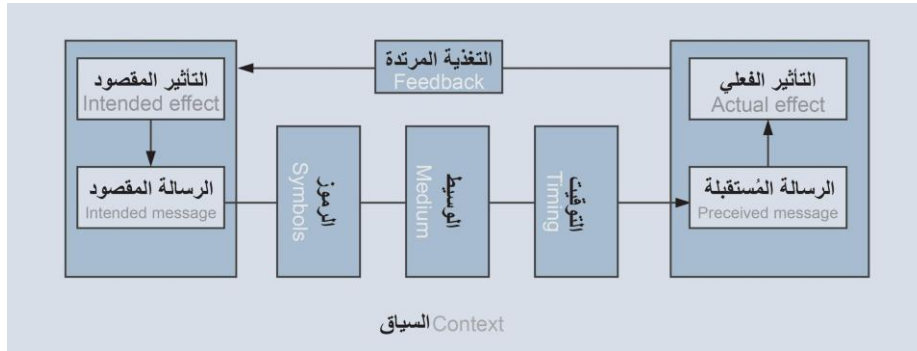 التغذية المرتدة
Feedback
التأثير المقصود
Intended effect
الرسالة المقصود
Intended message
الرموز
Symbols
الوسيط
Medium
التوقيت
Timing
التأثير الفعلي
Actual effect
الرسالة المُستقبلة
Preceived message
السياق Context